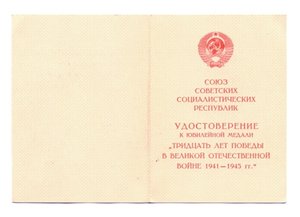 СОЮЗ
СОВЕТСКИХ
СОЦИАЛИСТИЧЕСКИХ
РЕСПУБЛИК
УДОСТОВЕРЕНИЕ
К ЮБИЛЕЙНОЙ МЕДАЛИ
„ТРИДЦАТЬ ЛЕТ ПОБЕДЫ
В ВЕЛИКОЙ ОТЕЧЕСТВЕННОЙ
ВОЙНЕ 1941—1945 гг.“